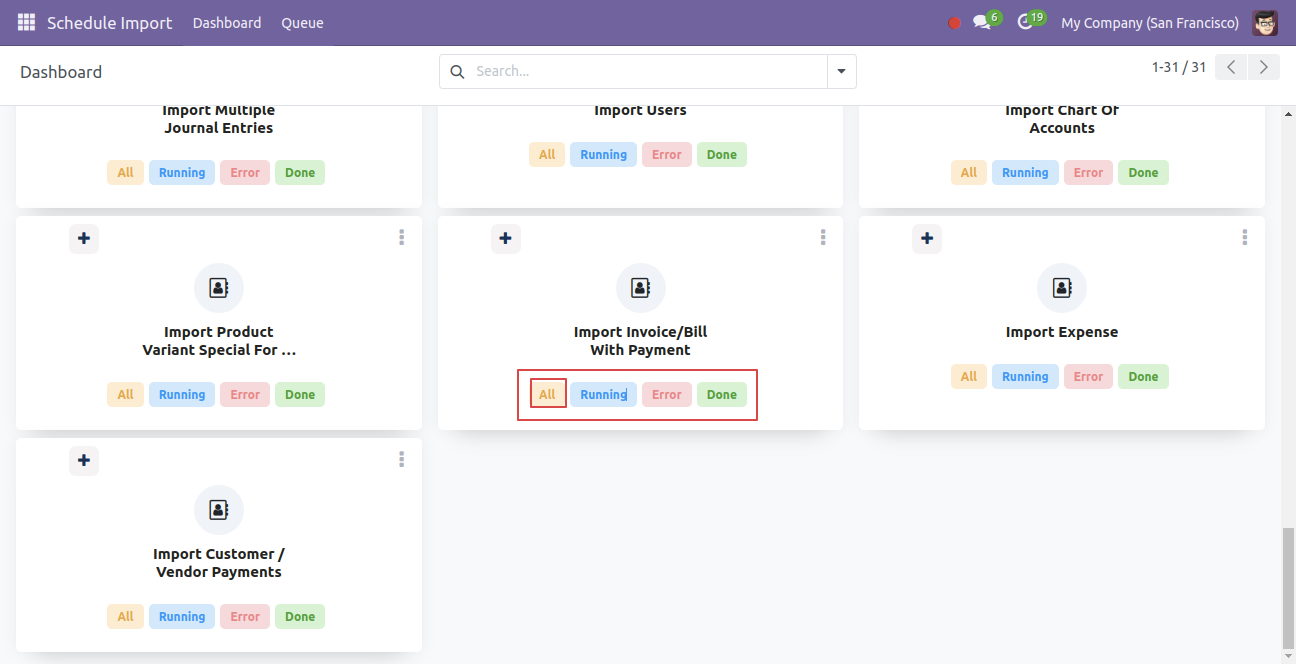 Schedule Import Dashboard Queue 6 19 My Company (San Francisco)
Dashboard Search... 1-31 / 31
Import Multiple
Journal Entries
All Running Error Done
Import Users
All Running Error Done
Import Chart Of
Accounts
All Running Error Done
Import Product
Variant Special For ...
All Running Error Done
Import Invoice/Bill
With Payment
All Running Error Done
Import Expense
All Running Error Done
Import Customer /
Vendor Payments
All Running Error Done